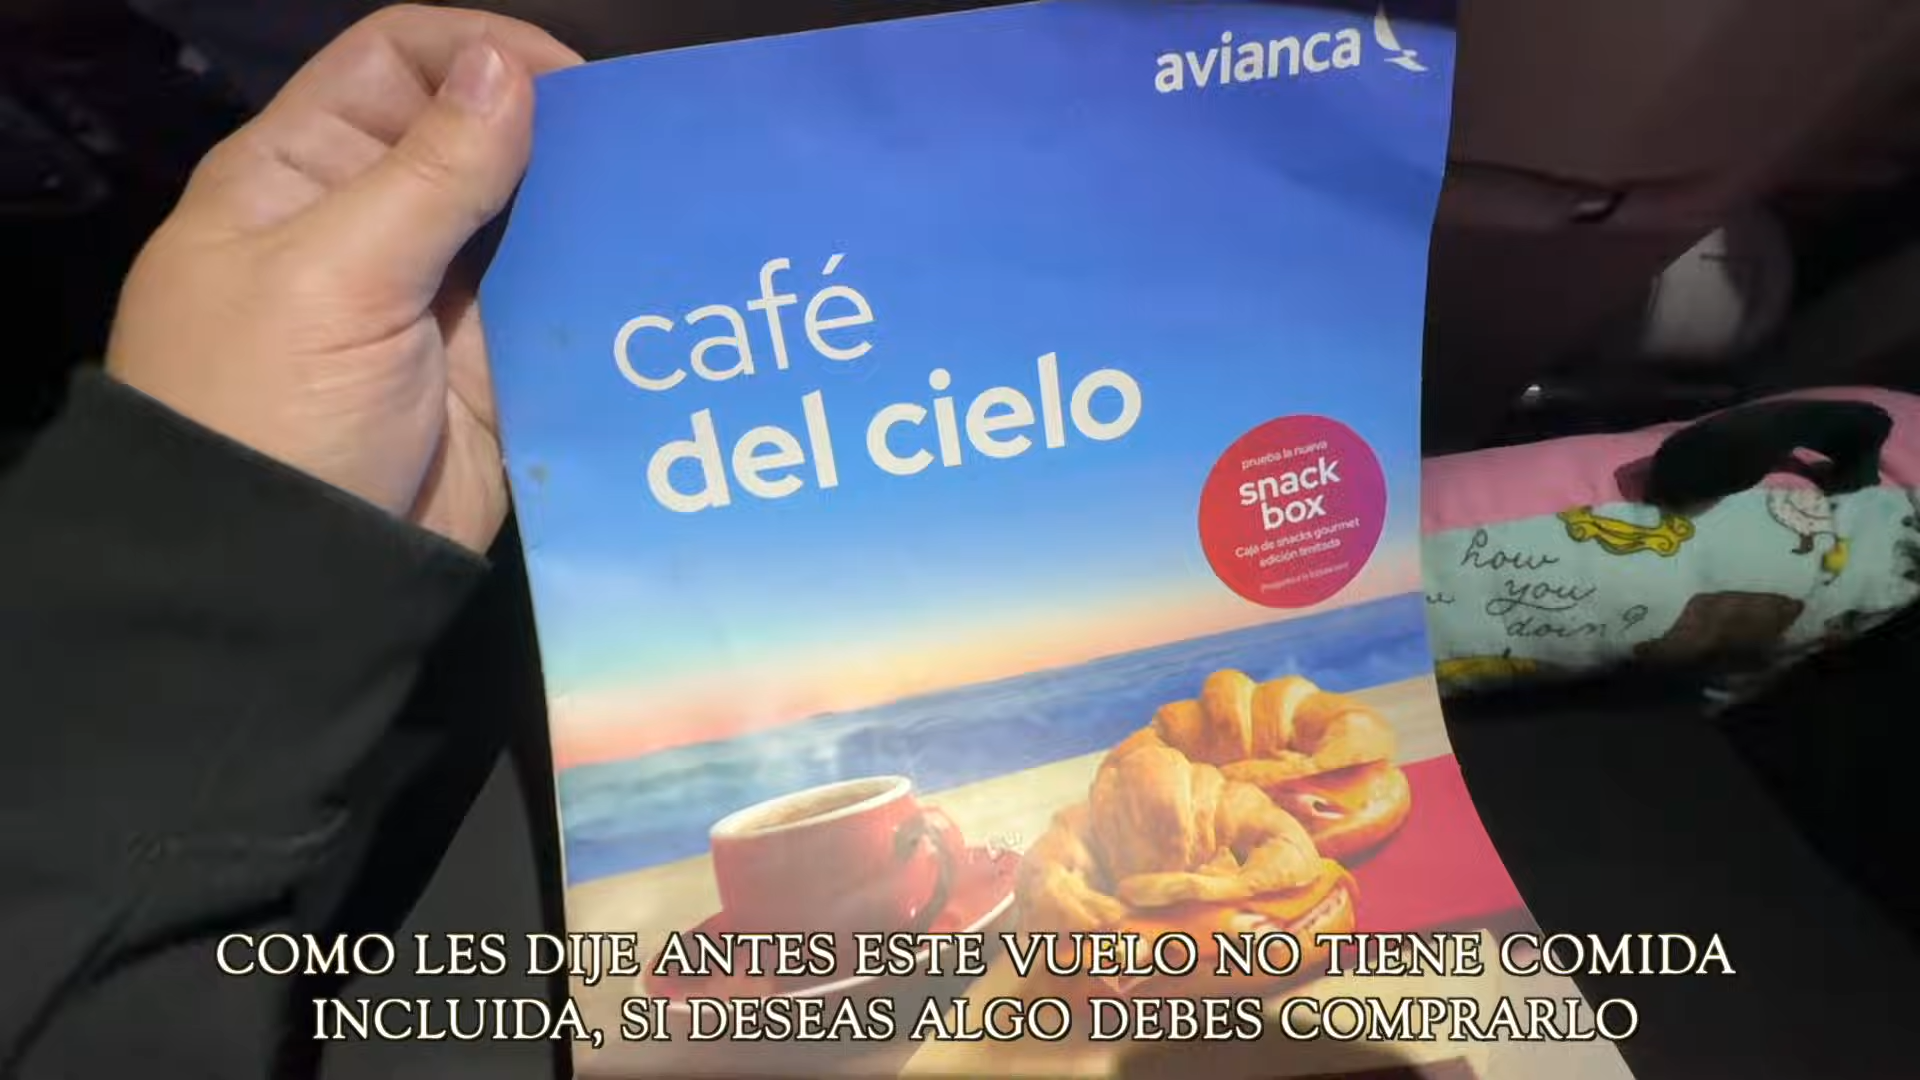 avianca
café
del cielo
prueba la nueva
snack
box
Caja de snacks gourmet
edición limitada
how
you
doin?
COMO LES DIJE ANTES ESTE VUELO NO TIENE COMIDA
INCLUIDA, SI DESEAS ALGO DEBES COMPRARLO